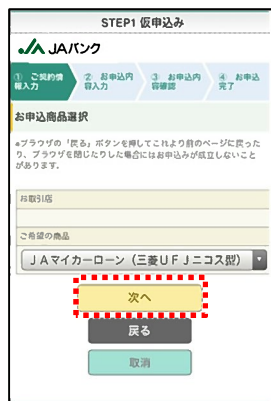 STEP1 仮申込み
JA JAバンク
① ご契約情報入力
② お申込内容入力
③ お申込内容確認
④ お申込完了
お申込商品選択
*ブラウザの「戻る」ボタンを押してこれより前のページに戻った
り、ブラウザを閉じたりした場合にはお申込みが成立しないこと
があります。
お取引店
ご希望の商品
JAマイカーローン（三菱UFJニコス型）
次へ
戻る
取消